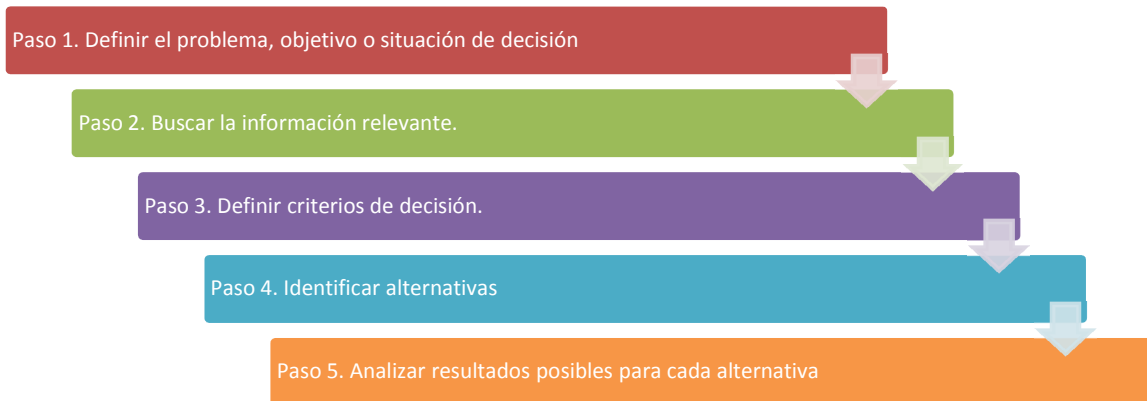 Paso 1. Definir el problema, objetivo o situación de decisión
Paso 2. Buscar la información relevante.
Paso 3. Definir criterios de decisión.
Paso 4. Identificar alternativas
Paso 5. Analizar resultados posibles para cada alternativa